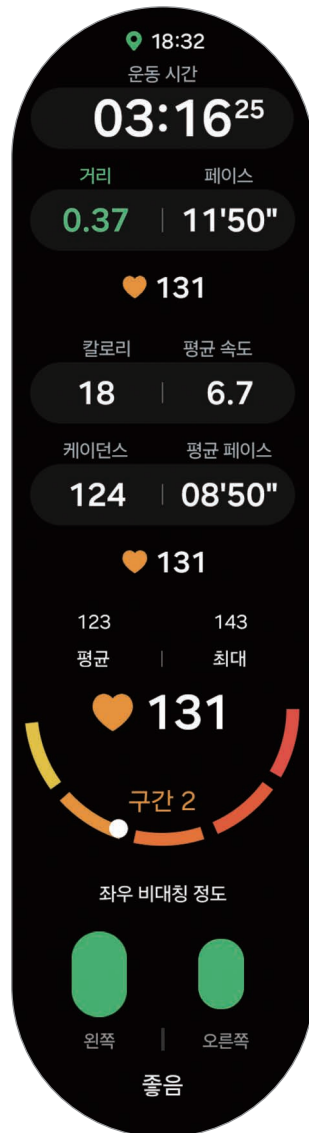 18:32
운동 시간
03:16 25
거리 페이스
0.37 11'50"
131
칼로리 평균 속도
18 6.7
케이던스 평균 페이스
124 08'50"
131
123 143
평균 최대
131
구간 2
좌우 비대칭 정도
왼쪽 오른쪽
좋음